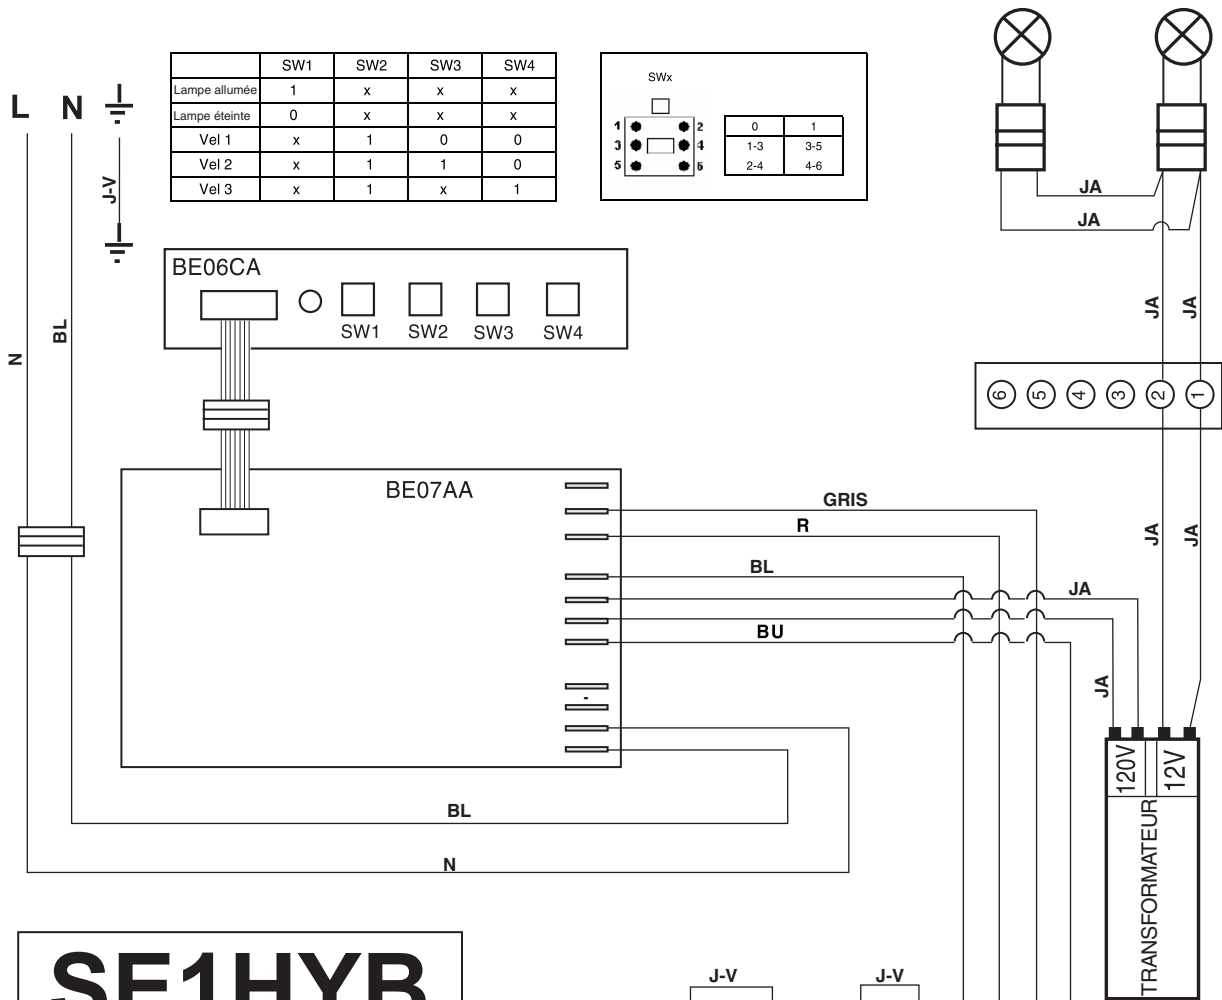 L N
J-V
SW1 SW2 SW3 SW4
Lampe allumée 1 x x x
Lampe éteinte 0 x x x
Vel 1 x 1 0 0
Vel 2 x 1 1 0
Vel 3 x 1 x 1
SWx
1 2
3 4
5 6
0 1
1-3 3-5
2-4 4-6
JA
JA
BE06CA
SW1 SW2 SW3 SW4
N
BL
JA JA
6 5 4 3 2 1
BE07AA
GRIS
R
BL
JA
BU
JA JA
JA
-
BL
N
120V 12V
TRANSFORMATEUR
J-V J-V